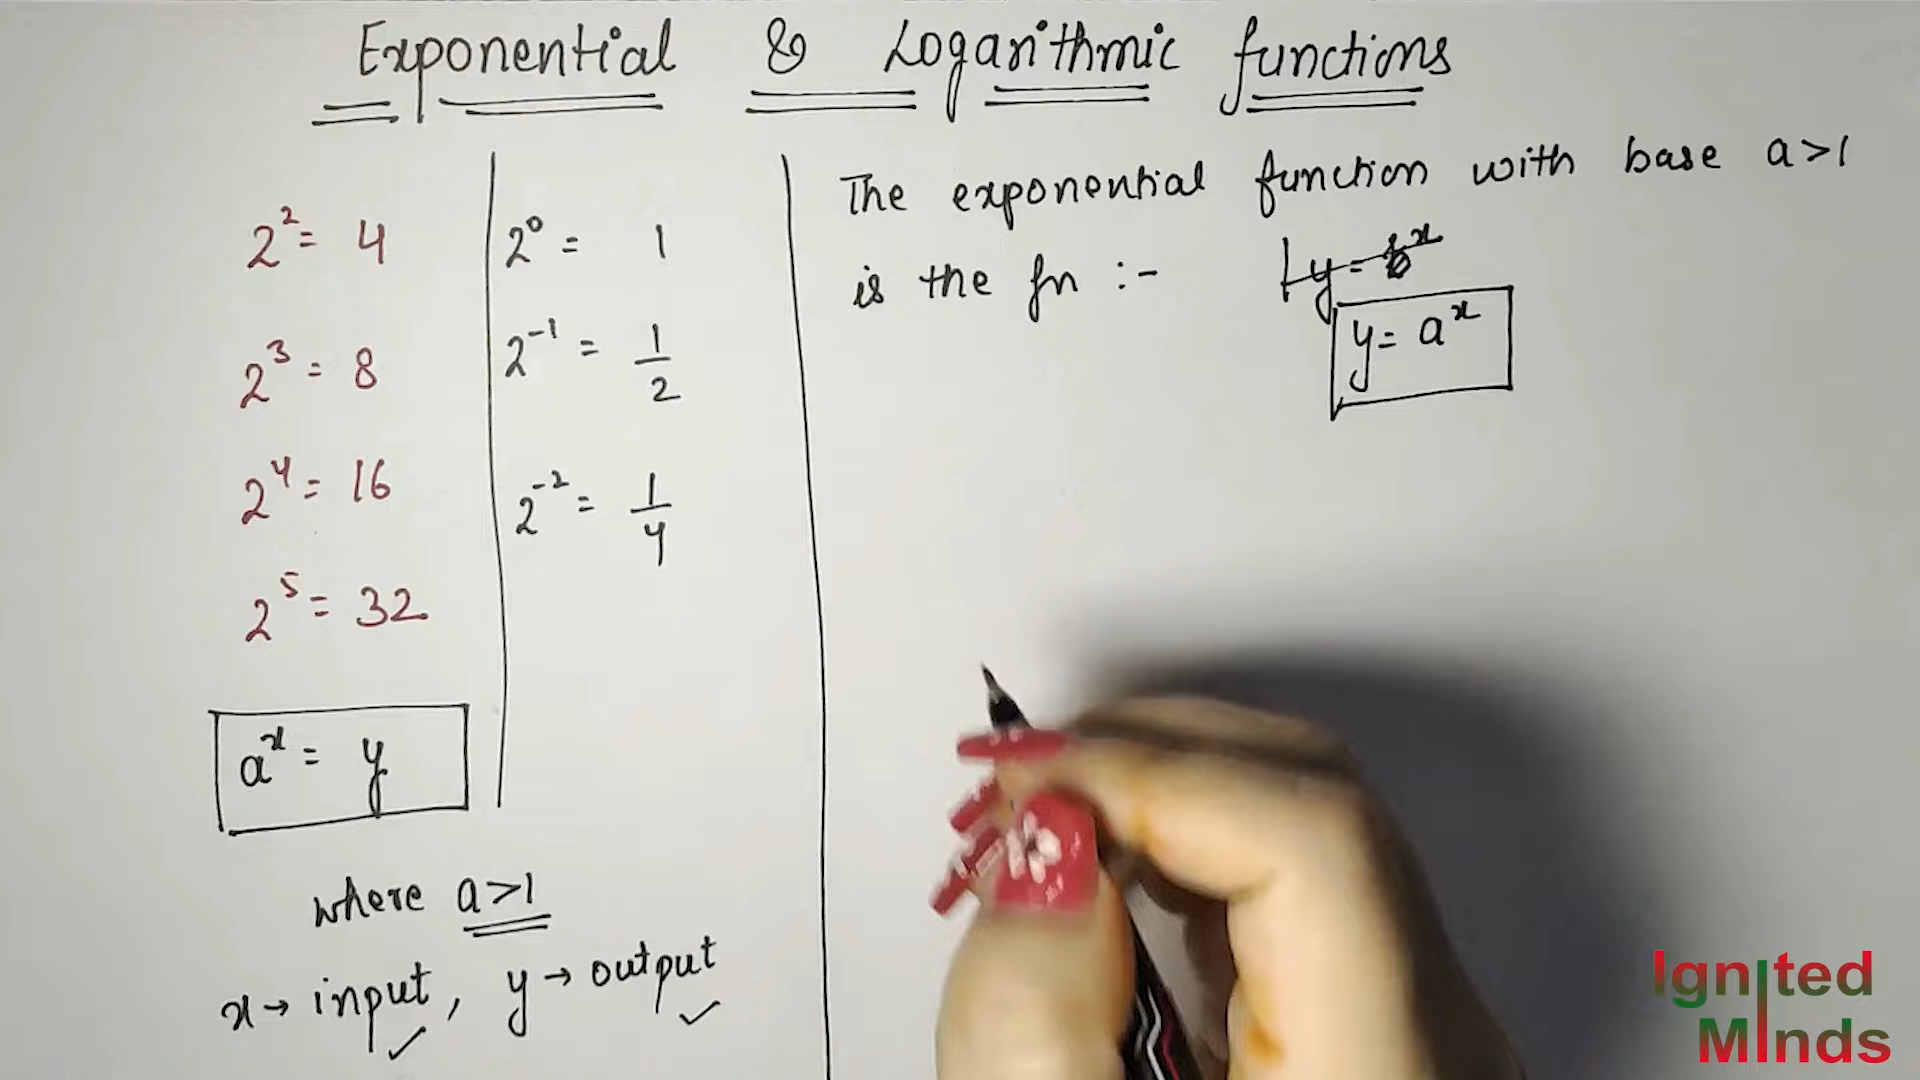 Exponential & Logarithmic functions
2² = 4
2³ = 8
2⁴ = 16
2⁵ = 32
aˣ = y
where a>1
x → input, y → output
2⁰ = 1
2⁻¹ = 1/2
2⁻² = 1/4
The exponential function with base a>1
is the fn :-
y = aˣ
Ignited
Minds